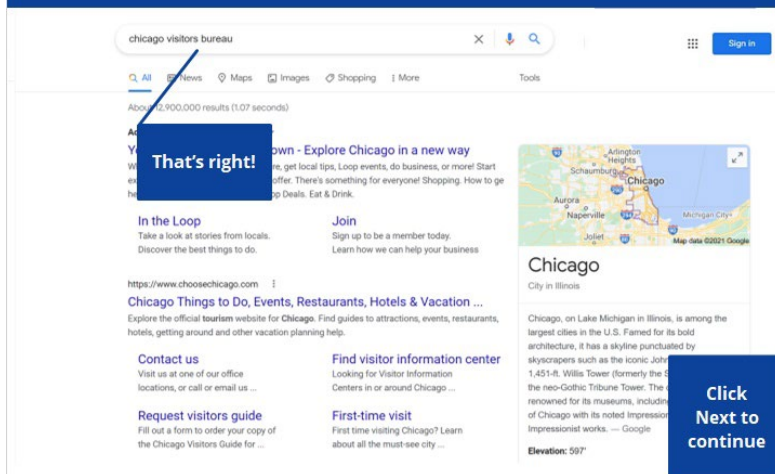 chicago visitors bureau
Sign in
All News Maps Images Shopping More Tools
About 12,900,000 results (1.07 seconds)
own - Explore Chicago in a new way
re, get local tips, Loop events, do business, or more! Start
offer. There's something for everyone! Shopping. How to ge
op Deals. Eat & Drink.
That's right!
In the Loop
Take a look at stories from locals.
Discover the best things to do.
Join
Sign up to be a member today.
Learn how we can help your business
https://www.choosechicago.com
Chicago Things to Do, Events, Restaurants, Hotels & Vacation ...
Explore the official tourism website for Chicago. Find guides to attractions, events, restaurants,
hotels, getting around and other vacation planning help.
Contact us
Visit us at one of our office
locations, or call or email us ...
Find visitor information center
Looking for Visitor Information
Centers in or around Chicago ...
Request visitors guide
Fill out a form to order your copy of
the Chicago Visitors Guide for ...
First-time visit
First time visiting Chicago? Learn
about all the must-see city ...
Arlington
Heights
Schaumburg
Chicago
Aurora
Naperville
Michigan City
Joliet
Map data ©2021 Google
Chicago
City in Illinois
Chicago, on Lake Michigan in Illinois, is among the
largest cities in the U.S. Famed for its bold
architecture, it has a skyline punctuated by
skyscrapers such as the iconic John
1,451-ft. Willis Tower (formerly the S
the neo-Gothic Tribune Tower. The
renowned for its museums, including
of Chicago with its noted Impression
Impressionist works. — Google
Elevation: 597'
Click
Next to
continue